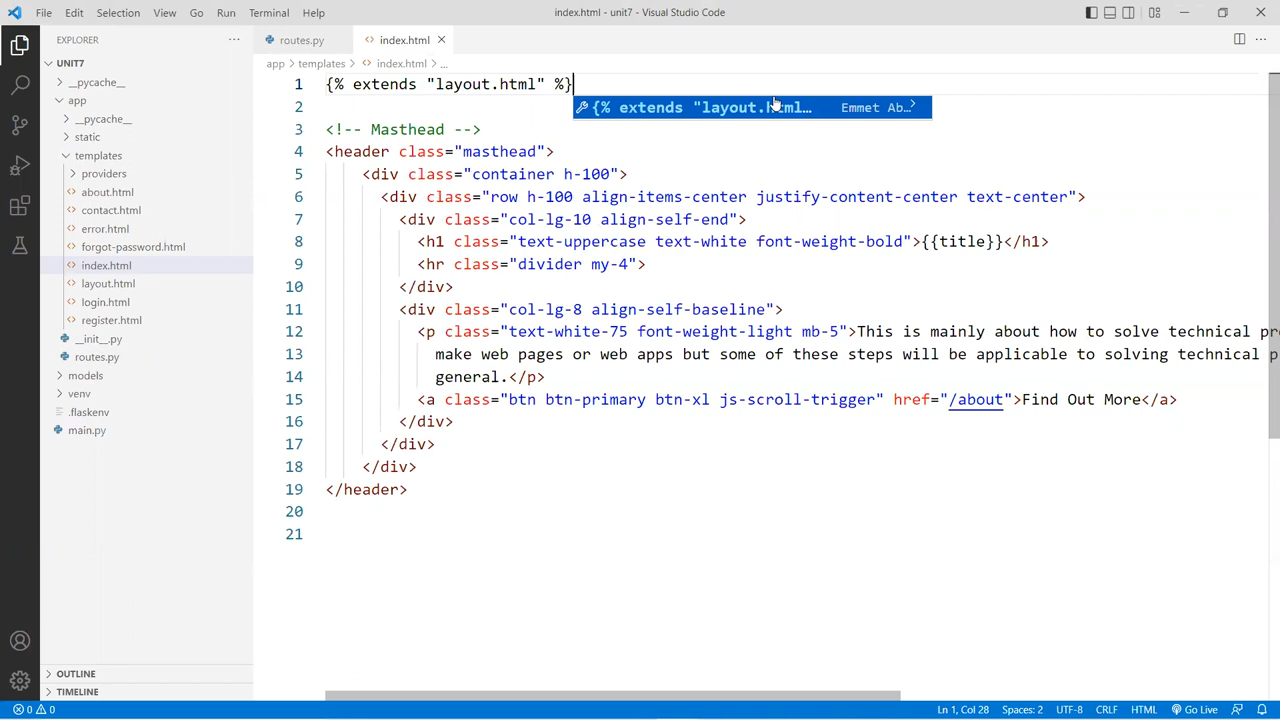 File Edit Selection View Go Run Terminal Help index.html - unit7 - Visual Studio Code
EXPLORER ...
routes.py
index.html
app > templates > index.html > ...
UNIT7
__pycache__
app
__pycache__
static
templates
providers
about.html
contact.html
error.html
forgot-password.html
index.html
layout.html
login.html
register.html
__init__.py
routes.py
models
venv
.flaskenv
main.py
OUTLINE
TIMELINE
1 {% extends "layout.html" %}
{% extends "layout.html… Emmet Ab…
2
3 <!-- Masthead -->
4 <header class="masthead">
5 <div class="container h-100">
6 <div class="row h-100 align-items-center justify-content-center text-center">
7 <div class="col-lg-10 align-self-end">
8 <h1 class="text-uppercase text-white font-weight-bold">{{title}}</h1>
9 <hr class="divider my-4">
10 </div>
11 <div class="col-lg-8 align-self-baseline">
12 <p class="text-white-75 font-weight-light mb-5">This is mainly about how to solve technical pr
13 make web pages or web apps but some of these steps will be applicable to solving technical p
14 general.</p>
15 <a class="btn btn-primary btn-xl js-scroll-trigger" href="/about">Find Out More</a>
16 </div>
17 </div>
18 </div>
19 </header>
20
21
0 0 Ln 1, Col 28 Spaces: 2 UTF-8 CRLF HTML Go Live